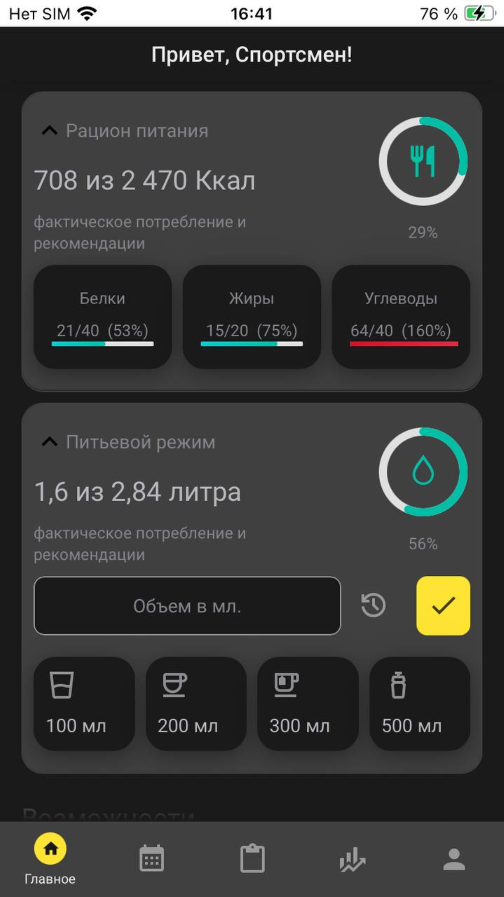 Нет SIM 16:41 76 %
Привет, Спортсмен!
Рацион питания
708 из 2 470 Ккал
фактическое потребление и
рекомендации
29%
Белки
21/40 (53%)
Жиры
15/20 (75%)
Углеводы
64/40 (160%)
Питьевой режим
1,6 из 2,84 литра
фактическое потребление и
рекомендации
56%
Объем в мл.
100 мл
200 мл
300 мл
500 мл
Возможности
Главное